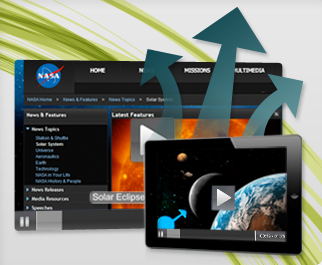 NASA
HOME
MISSIONS
MULTIMEDIA
NASA Home > News & Features > News Topics > Solar System
News & Features
Latest Features
News Topics
Station & Shuttle
Solar System
Universe
Aeronautics
Earth
Technology
NASA in Your Life
NASA History & People
News Releases
Media Resources
Speeches
Solar Eclipse